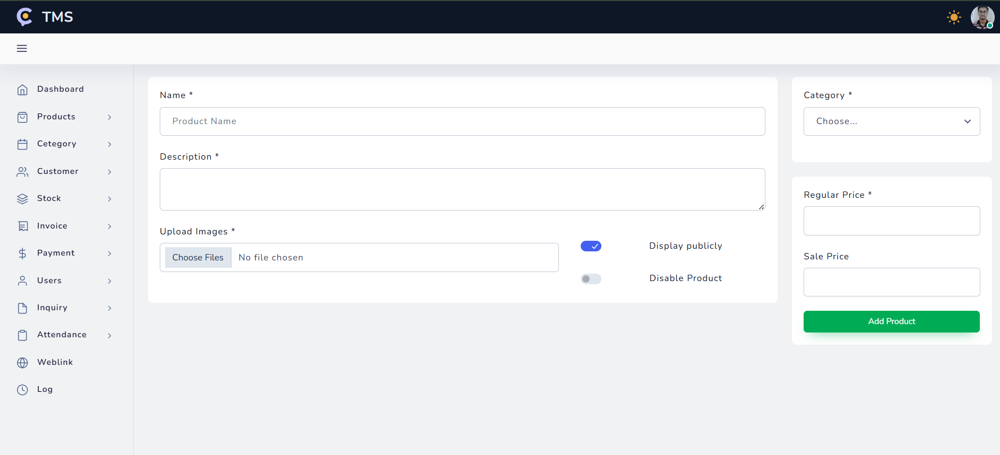 TMS
Dashboard
Products
Cetegory
Customer
Stock
Invoice
Payment
Users
Inquiry
Attendance
Weblink
Log
Name *
Product Name
Description *
Upload Images *
Choose Files No file chosen
Display publicly
Disable Product
Category *
Choose...
Regular Price *
Sale Price
Add Product